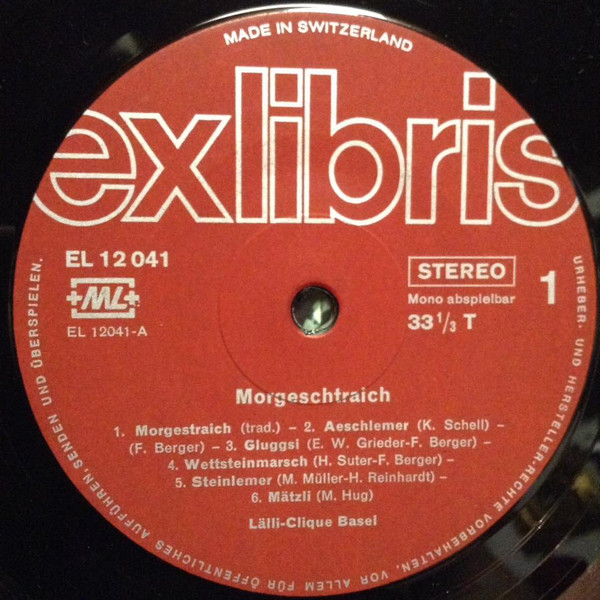 MADE IN SWITZERLAND
exlibris
EL 12 041
+ML+
EL 12041-A
STEREO
Mono abspielbar
33 1/3 T
1
Morgeschtraich
1. Morgestraich (trad.) – 2. Aeschlemer (K. Schell) –
(F. Berger) – 3. Gluggsi (E. W. Grieder-F. Berger) –
4. Wettsteinmarsch (H. Suter-F. Berger) –
5. Steinlemer (M. Müller-H. Reinhardt) –
6. Mätzli (M. Hug)
Lälli-Clique Basel
URHEBER- UND HERSTELLER-RECHTE VORBEHALTEN, VOR ALLEM FÜR ÖFFENTLICHES AUFFÜHREN, SENDEN UND ÜBERSPIELEN.